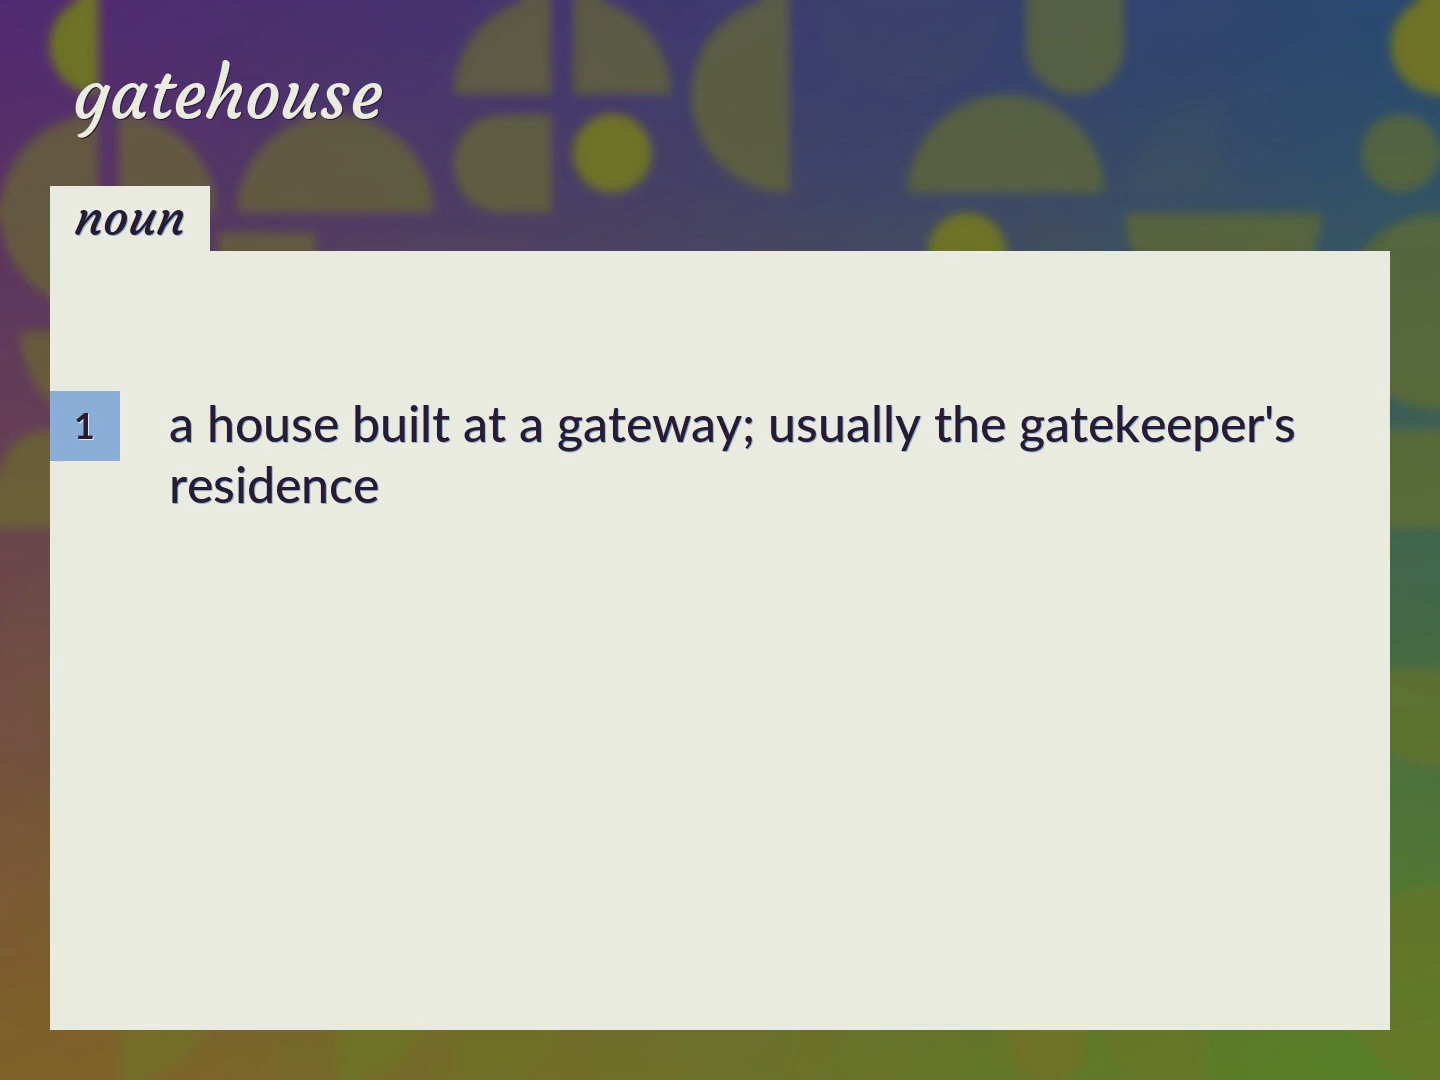 gatehouse
noun
1 a house built at a gateway; usually the gatekeeper's
residence